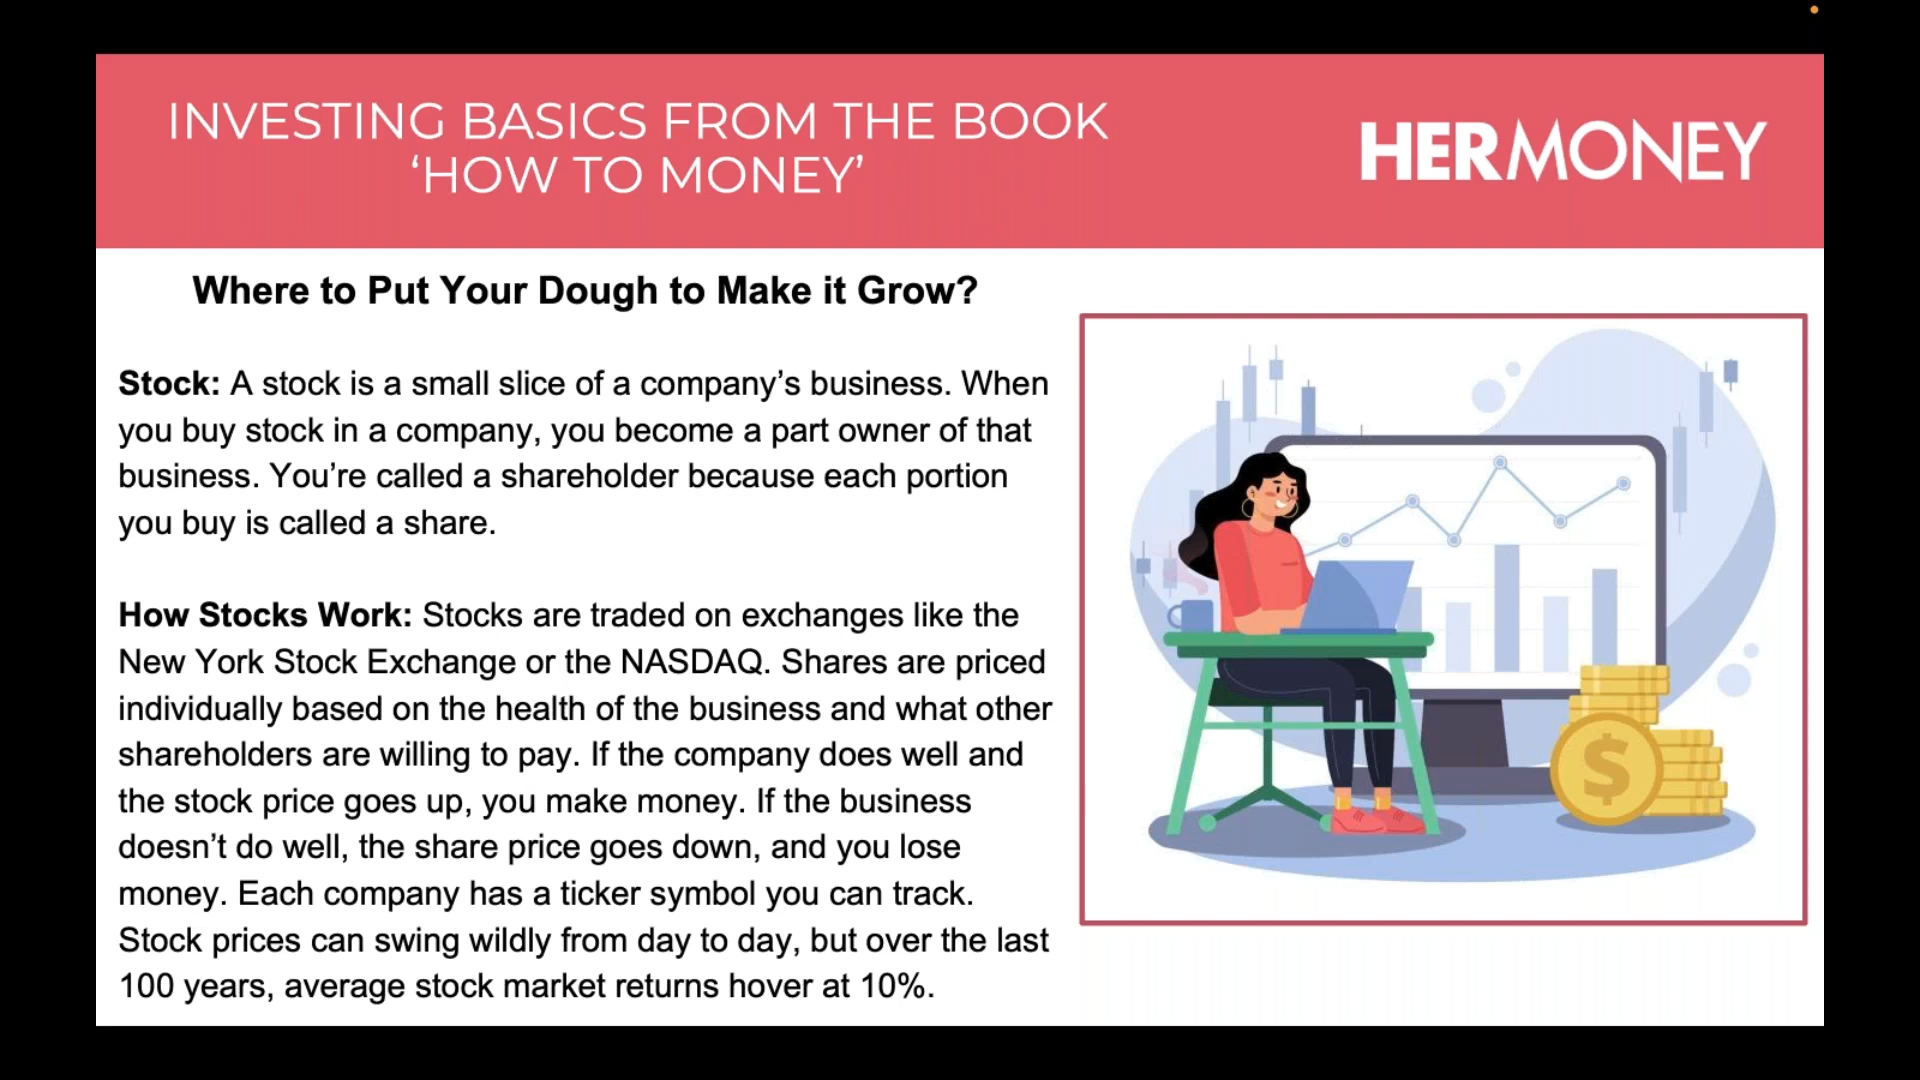 INVESTING BASICS FROM THE BOOK
‘HOW TO MONEY’
HERMONEY
Where to Put Your Dough to Make it Grow?
Stock: A stock is a small slice of a company’s business. When
you buy stock in a company, you become a part owner of that
business. You’re called a shareholder because each portion
you buy is called a share.
How Stocks Work: Stocks are traded on exchanges like the
New York Stock Exchange or the NASDAQ. Shares are priced
individually based on the health of the business and what other
shareholders are willing to pay. If the company does well and
the stock price goes up, you make money. If the business
doesn’t do well, the share price goes down, and you lose
money. Each company has a ticker symbol you can track.
Stock prices can swing wildly from day to day, but over the last
100 years, average stock market returns hover at 10%.
$